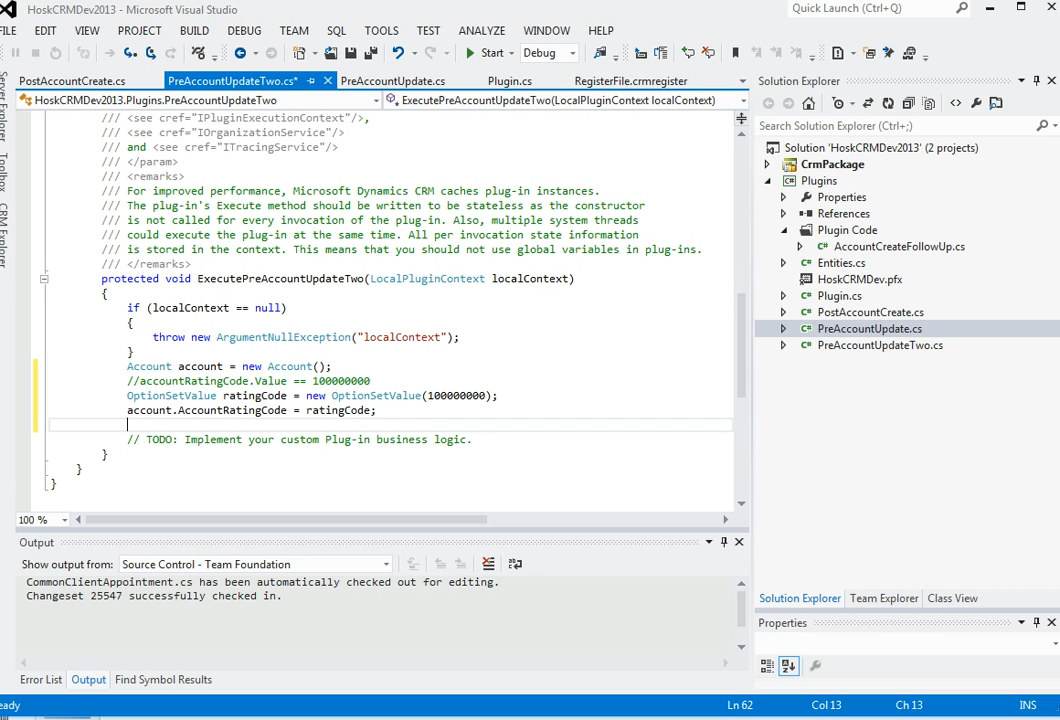 HoskCRMDev2013 - Microsoft Visual Studio
Quick Launch (Ctrl+Q)
FILE EDIT VIEW PROJECT BUILD DEBUG TEAM SQL TOOLS TEST ANALYZE WINDOW HELP
Start Debug
PostAccountCreate.cs PreAccountUpdateTwo.cs* PreAccountUpdate.cs Plugin.cs RegisterFile.crmregister
HoskCRMDev2013.Plugins.PreAccountUpdateTwo ExecutePreAccountUpdateTwo(LocalPluginContext localContext)
/// <see cref="IPluginExecutionContext"/>,
/// <see cref="IOrganizationService"/>
/// and <see cref="ITracingService"/>
/// </param>
/// <remarks>
/// For improved performance, Microsoft Dynamics CRM caches plug-in instances.
/// The plug-in's Execute method should be written to be stateless as the constructor
/// is not called for every invocation of the plug-in. Also, multiple system threads
/// could execute the plug-in at the same time. All per invocation state information
/// is stored in the context. This means that you should not use global variables in plug-ins.
/// </remarks>
protected void ExecutePreAccountUpdateTwo(LocalPluginContext localContext)
{
if (localContext == null)
{
throw new ArgumentNullException("localContext");
}
Account account = new Account();
//accountRatingCode.Value == 100000000
OptionSetValue ratingCode = new OptionSetValue(100000000);
account.AccountRatingCode = ratingCode;
// TODO: Implement your custom Plug-in business logic.
}
}
}
100 %
Output
Show output from: Source Control - Team Foundation
CommonClientAppointment.cs has been automatically checked out for editing.
Changeset 25547 successfully checked in.
Error List Output Find Symbol Results
Server Explorer
Toolbox
CRM Explorer
Solution Explorer
Search Solution Explorer (Ctrl+;)
Solution 'HoskCRMDev2013' (2 projects)
CrmPackage
Plugins
Properties
References
Plugin Code
AccountCreateFollowUp.cs
Entities.cs
HoskCRMDev.pfx
Plugin.cs
PostAccountCreate.cs
PreAccountUpdate.cs
PreAccountUpdateTwo.cs
Solution Explorer Team Explorer Class View
Properties
eady Ln 62 Col 13 Ch 13 INS